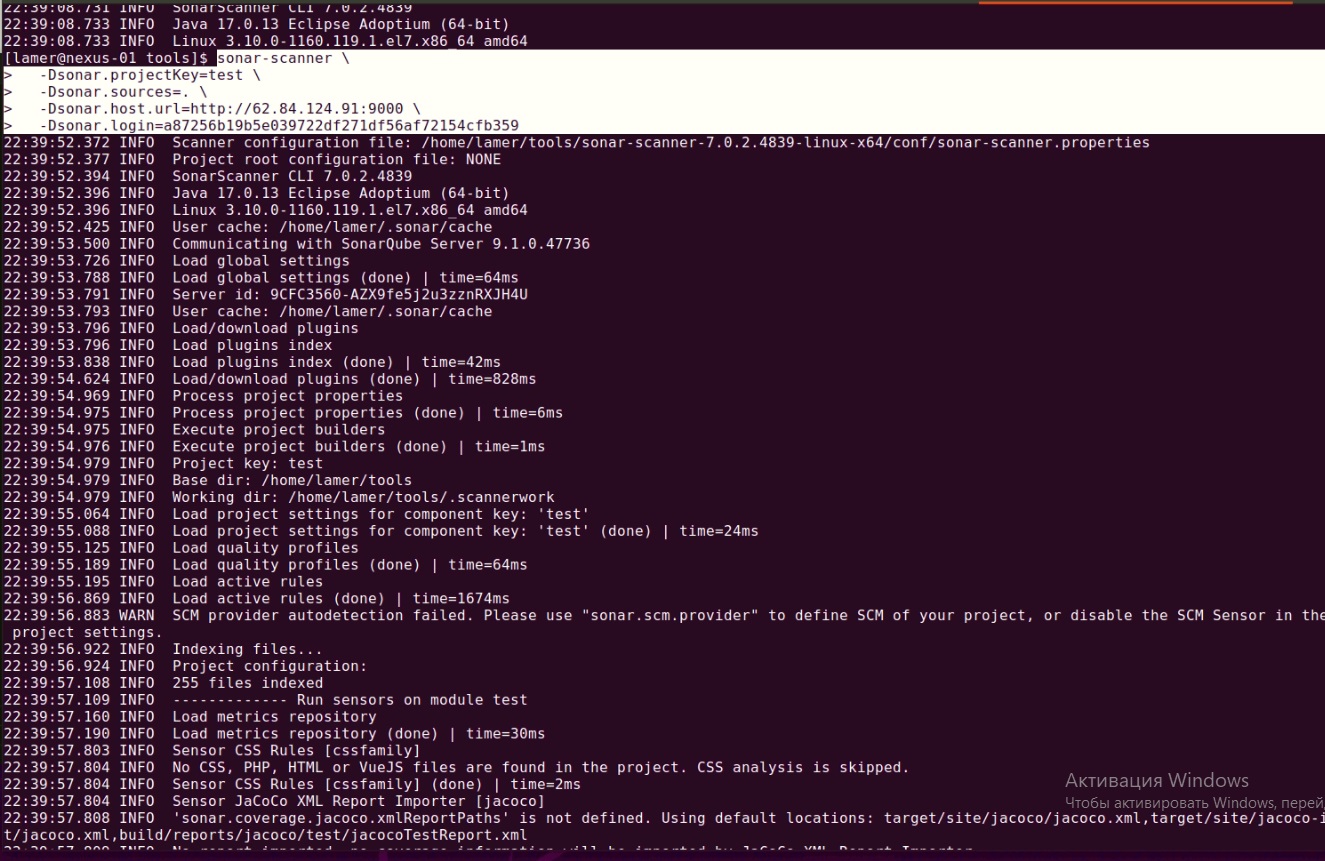 22:39:08.731 INFO  SonarScanner CLI 7.0.2.4839
22:39:08.733 INFO  Java 17.0.13 Eclipse Adoptium (64-bit)
22:39:08.733 INFO  Linux 3.10.0-1160.119.1.el7.x86_64 amd64
[lamer@nexus-01 tools]$ sonar-scanner \
>   -Dsonar.projectKey=test \
>   -Dsonar.sources=. \
>   -Dsonar.host.url=http://62.84.124.91:9000 \
>   -Dsonar.login=a87256b19b5e039722df271df56af72154cfb359
22:39:52.372 INFO  Scanner configuration file: /home/lamer/tools/sonar-scanner-7.0.2.4839-linux-x64/conf/sonar-scanner.properties
22:39:52.377 INFO  Project root configuration file: NONE
22:39:52.394 INFO  SonarScanner CLI 7.0.2.4839
22:39:52.396 INFO  Java 17.0.13 Eclipse Adoptium (64-bit)
22:39:52.396 INFO  Linux 3.10.0-1160.119.1.el7.x86_64 amd64
22:39:52.425 INFO  User cache: /home/lamer/.sonar/cache
22:39:53.500 INFO  Communicating with SonarQube Server 9.1.0.47736
22:39:53.726 INFO  Load global settings
22:39:53.788 INFO  Load global settings (done) | time=64ms
22:39:53.791 INFO  Server id: 9CFC3560-AZX9fe5j2u3zznRXJH4U
22:39:53.793 INFO  User cache: /home/lamer/.sonar/cache
22:39:53.796 INFO  Load/download plugins
22:39:53.796 INFO  Load plugins index
22:39:53.838 INFO  Load plugins index (done) | time=42ms
22:39:54.624 INFO  Load/download plugins (done) | time=828ms
22:39:54.969 INFO  Process project properties
22:39:54.975 INFO  Process project properties (done) | time=6ms
22:39:54.975 INFO  Execute project builders
22:39:54.976 INFO  Execute project builders (done) | time=1ms
22:39:54.979 INFO  Project key: test
22:39:54.979 INFO  Base dir: /home/lamer/tools
22:39:54.979 INFO  Working dir: /home/lamer/tools/.scannerwork
22:39:55.064 INFO  Load project settings for component key: 'test'
22:39:55.088 INFO  Load project settings for component key: 'test' (done) | time=24ms
22:39:55.125 INFO  Load quality profiles
22:39:55.189 INFO  Load quality profiles (done) | time=64ms
22:39:55.195 INFO  Load active rules
22:39:56.869 INFO  Load active rules (done) | time=1674ms
22:39:56.883 WARN  SCM provider autodetection failed. Please use "sonar.scm.provider" to define SCM of your project, or disable the SCM Sensor in the
project settings.
22:39:56.922 INFO  Indexing files...
22:39:56.924 INFO  Project configuration:
22:39:57.108 INFO  255 files indexed
22:39:57.109 INFO  ------------- Run sensors on module test
22:39:57.160 INFO  Load metrics repository
22:39:57.190 INFO  Load metrics repository (done) | time=30ms
22:39:57.803 INFO  Sensor CSS Rules [cssfamily]
22:39:57.804 INFO  No CSS, PHP, HTML or VueJS files are found in the project. CSS analysis is skipped.
22:39:57.804 INFO  Sensor CSS Rules [cssfamily] (done) | time=2ms
Активация Windows
22:39:57.804 INFO  Sensor JaCoCo XML Report Importer [jacoco]
Чтобы активировать Windows, перей
22:39:57.808 INFO  'sonar.coverage.jacoco.xmlReportPaths' is not defined. Using default locations: target/site/jacoco/jacoco.xml,target/site/jacoco-i
t/jacoco.xml,build/reports/jacoco/test/jacocoTestReport.xml
22:39:57.809 INFO  No report imported, no coverage information will be imported by JaCoCo XML Report Importer